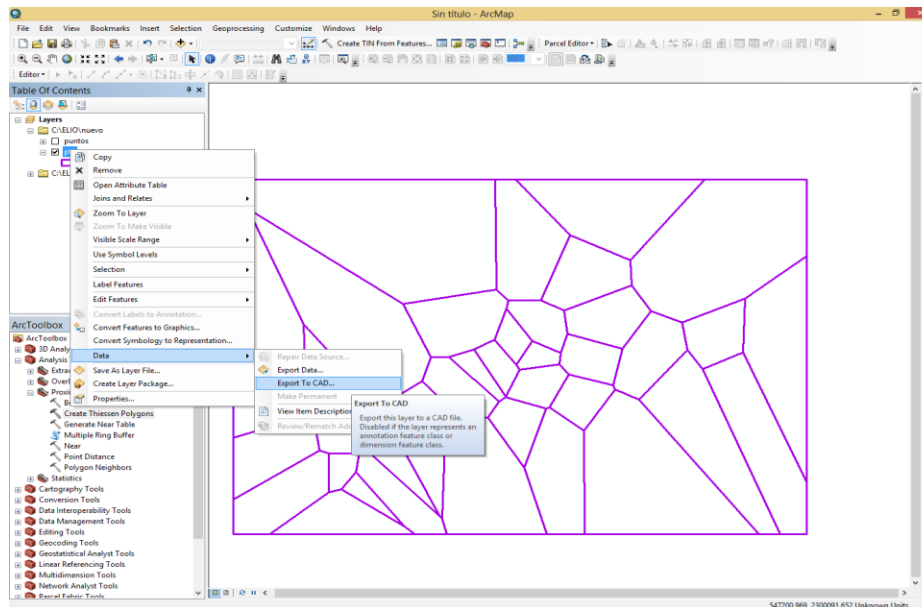 Sin título - ArcMap
File Edit View Bookmarks Insert Selection Geoprocessing Customize Windows Help
Create TIN From Features...
Parcel Editor
Editor
Table Of Contents
Layers
C:\ELIO\nuevo
puntos
C:\EL
Copy
Remove
Open Attribute Table
Joins and Relates
Zoom To Layer
Zoom To Make Visible
Visible Scale Range
Use Symbol Levels
Selection
Label Features
Edit Features
Convert Labels to Annotation...
Convert Features to Graphics...
Convert Symbology to Representation...
Data
Save As Layer File...
Create Layer Package...
Properties...
Repair Data Source...
Export Data...
Export To CAD...
Make Permanent
View Item Description
Review/Rematch Ad
Export To CAD
Export this layer to a CAD file.
Disabled if the layer represents an
annotation feature class or
dimension feature class.
ArcToolbox
ArcToolbox
3D Analy
Analysis
Extrac
Overl
Proxi
Create Thiessen Polygons
Generate Near Table
Multiple Ring Buffer
Near
Point Distance
Polygon Neighbors
Statistics
Cartography Tools
Conversion Tools
Data Interoperability Tools
Data Management Tools
Editing Tools
Geocoding Tools
Geostatistical Analyst Tools
Linear Referencing Tools
Multidimension Tools
Network Analyst Tools
Parcel Fabric Tools
547200.969 2300091.652 Unknown Units